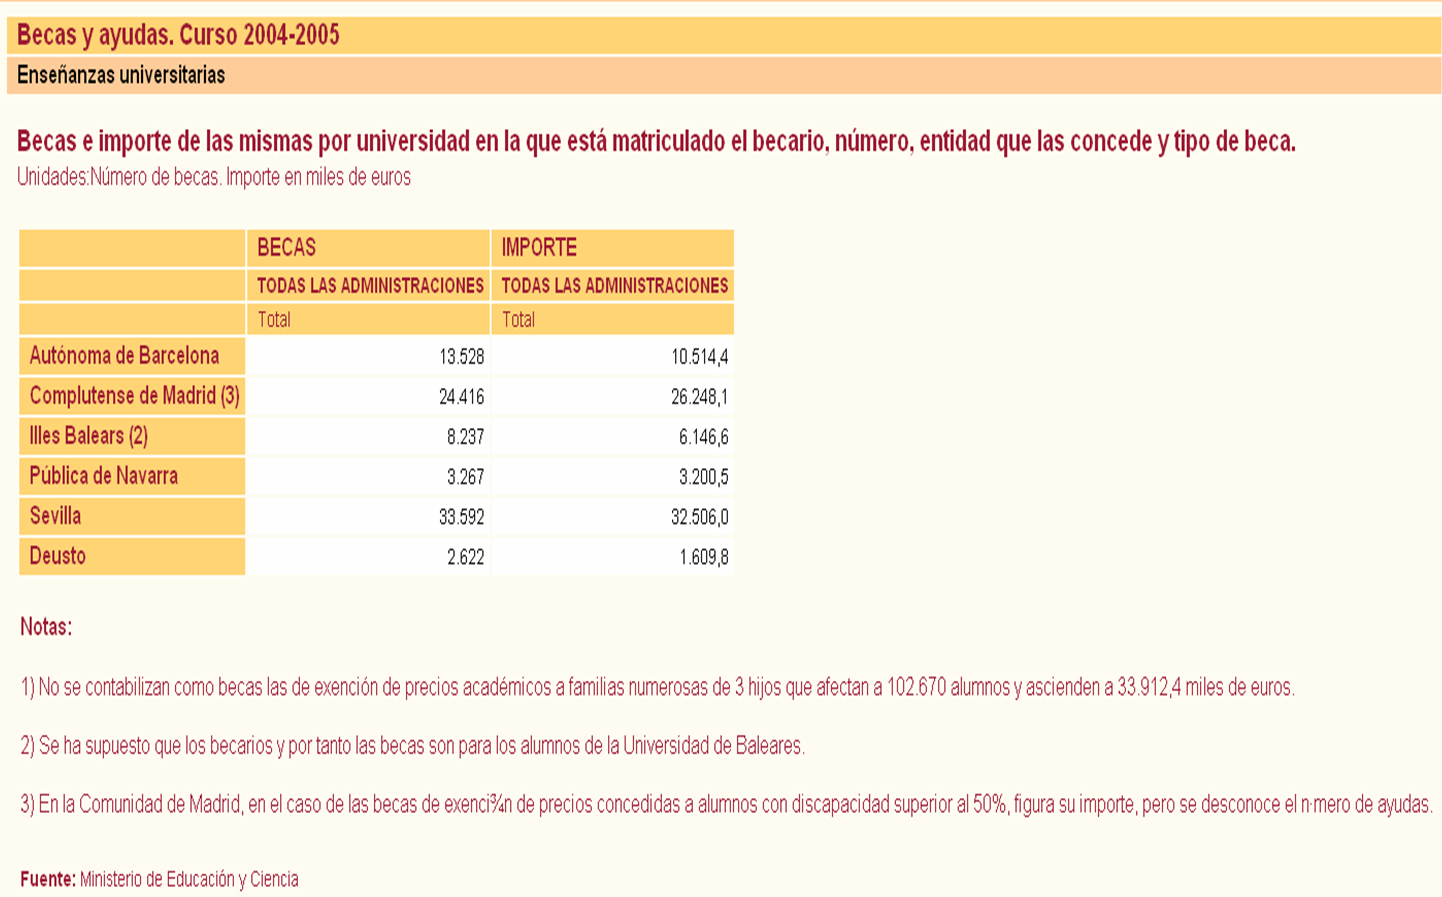 Becas y ayudas. Curso 2004-2005
Enseñanzas universitarias
Becas e importe de las mismas por universidad en la que está matriculado el becario, número, entidad que las concede y tipo de beca.
Unidades:Número de becas. Importe en miles de euros
BECAS IMPORTE
TODAS LAS ADMINISTRACIONES TODAS LAS ADMINISTRACIONES
Total Total
Autónoma de Barcelona 13.528 10.514,4
Complutense de Madrid (3) 24.416 26.248,1
Illes Balears (2) 8.237 6.146,6
Pública de Navarra 3.267 3.200,5
Sevilla 33.592 32.506,0
Deusto 2.622 1.609,8
Notas:
1) No se contabilizan como becas las de exención de precios académicos a familias numerosas de 3 hijos que afectan a 102.670 alumnos y ascienden a 33.912,4 miles de euros.
2) Se ha supuesto que los becarios y por tanto las becas son para los alumnos de la Universidad de Baleares.
3) En la Comunidad de Madrid, en el caso de las becas de exenci¾n de precios concedidas a alumnos con discapacidad superior al 50%, figura su importe, pero se desconoce el n·mero de ayudas.
Fuente: Ministerio de Educación y Ciencia